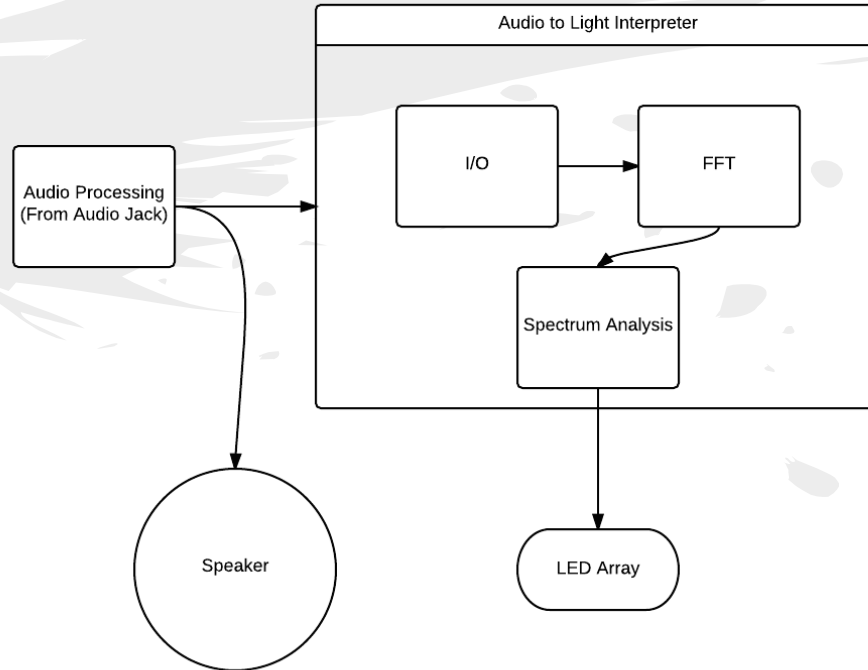 Audio to Light Interpreter
I/O
FFT
Audio Processing
(From Audio Jack)
Spectrum Analysis
Speaker
LED Array